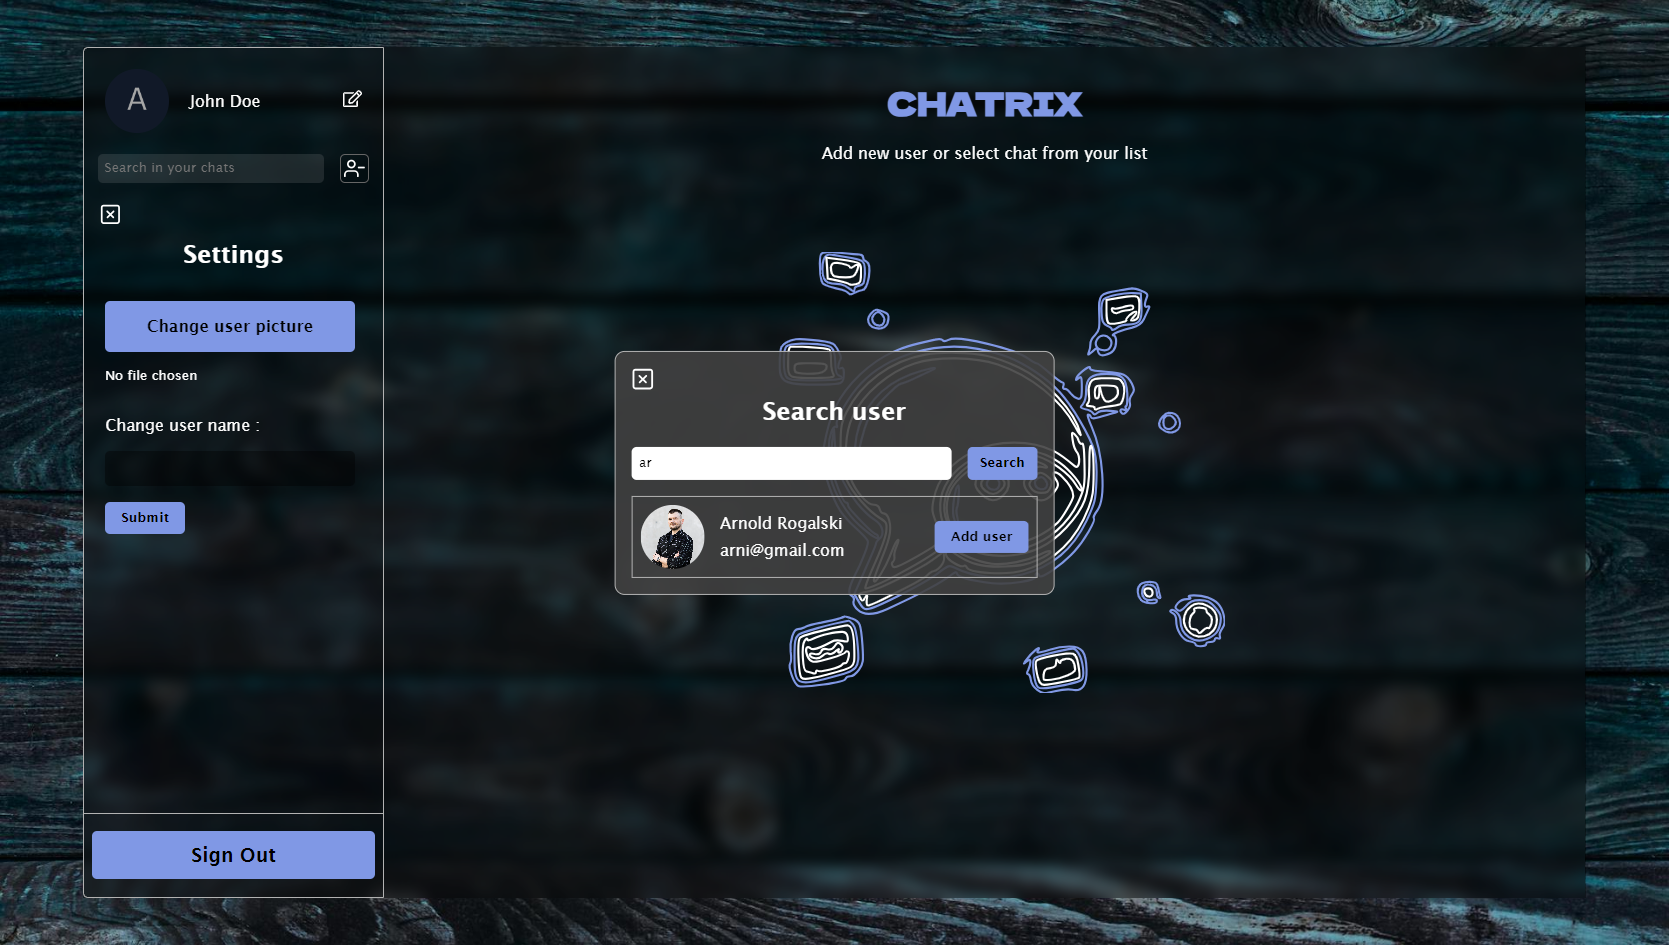 A
John Doe
Search in your chats
Settings
Change user picture
No file chosen
Change user name :
Submit
Sign Out
CHATRIX
Add new user or select chat from your list
Search user
ar
Search
Arnold Rogalski
arni@gmail.com
Add user